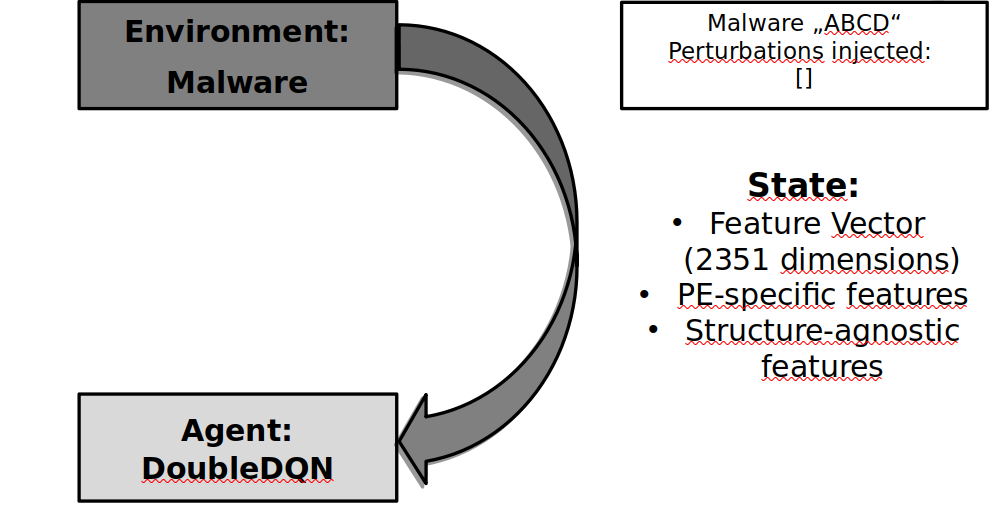 Environment:
Malware
Malware „ABCD“
Perturbations injected:
[]
State:
• Feature Vector
(2351 dimensions)
• PE-specific features
• Structure-agnostic
features
Agent:
DoubleDQN